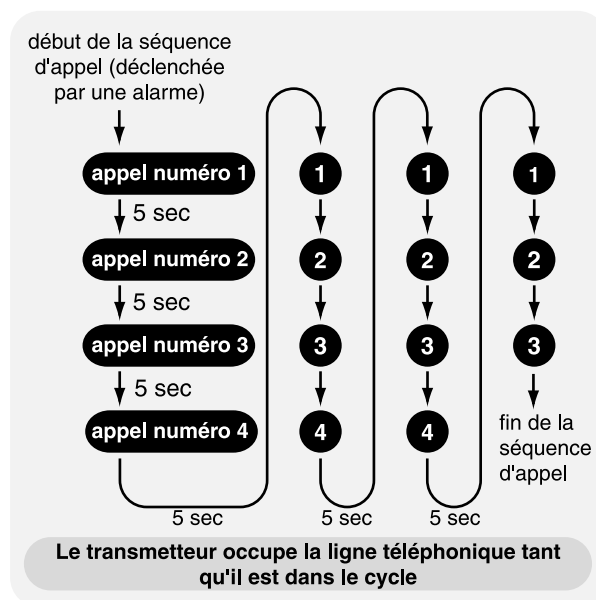 début de la séquence
d'appel (déclenchée
par une alarme)
appel numéro 1
5 sec
appel numéro 2
5 sec
appel numéro 3
5 sec
appel numéro 4
5 sec
1
2
3
4
5 sec
1
2
3
4
5 sec
1
2
3
fin de la
séquence
d'appel
Le transmetteur occupe la ligne téléphonique tant
qu'il est dans le cycle